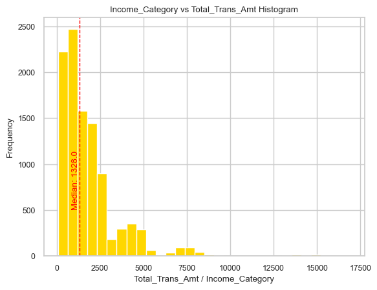 Income_Category vs Total_Trans_Amt Histogram
2500
2000
1500
1000
500
0
Frequency
Median: 1328.0
0 2500 5000 7500 10000 12500 15000 17500
Total_Trans_Amt / Income_Category